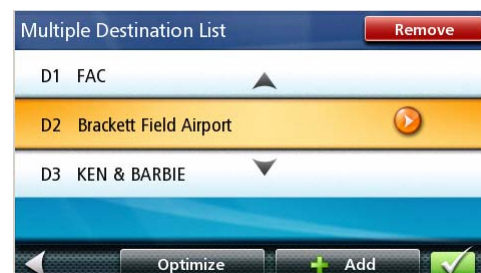 Multiple Destination List Remove
D1 FAC
D2 Brackett Field Airport
D3 KEN & BARBIE
Optimize Add